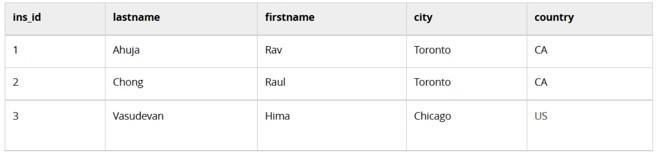 ins_id lastname firstname city country
1 Ahuja Rav Toronto CA
2 Chong Raul Toronto CA
3 Vasudevan Hima Chicago US